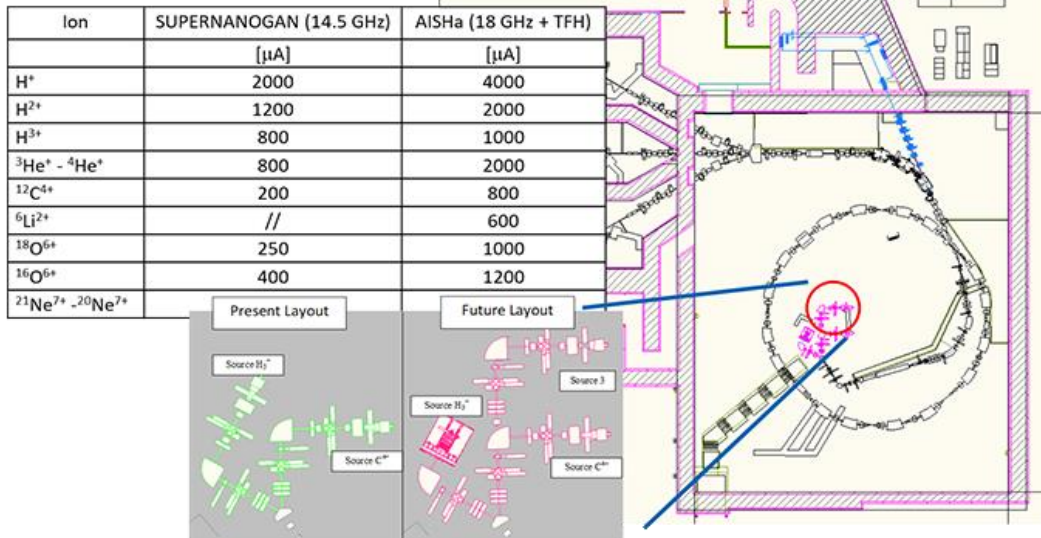 Ion SUPERNANOGAN (14.5 GHz) AISHa (18 GHz + TFH)
[μA] [μA]
H⁺ 2000 4000
H²⁺ 1200 2000
H³⁺ 800 1000
³He⁺ - ⁴He⁺ 800 2000
¹²C⁴⁺ 200 800
⁶Li²⁺ // 600
¹⁸O⁶⁺ 250 1000
¹⁶O⁶⁺ 400 1200
²¹Ne⁷⁺ -²⁰Ne⁷⁺
Present Layout
Source H₃⁺
Source C⁴⁺
Future Layout
Source 3
Source H₃⁺
Source C⁴⁺